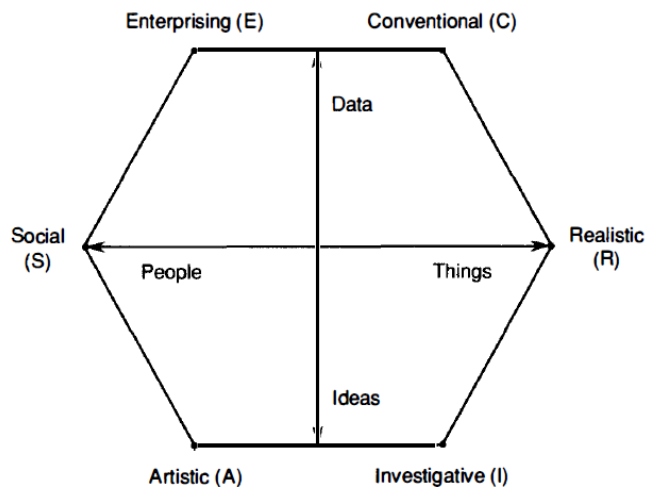 Enterprising (E)
Conventional (C)
Data
Social
(S)
Realistic
(R)
People
Things
Ideas
Artistic (A)
Investigative (I)